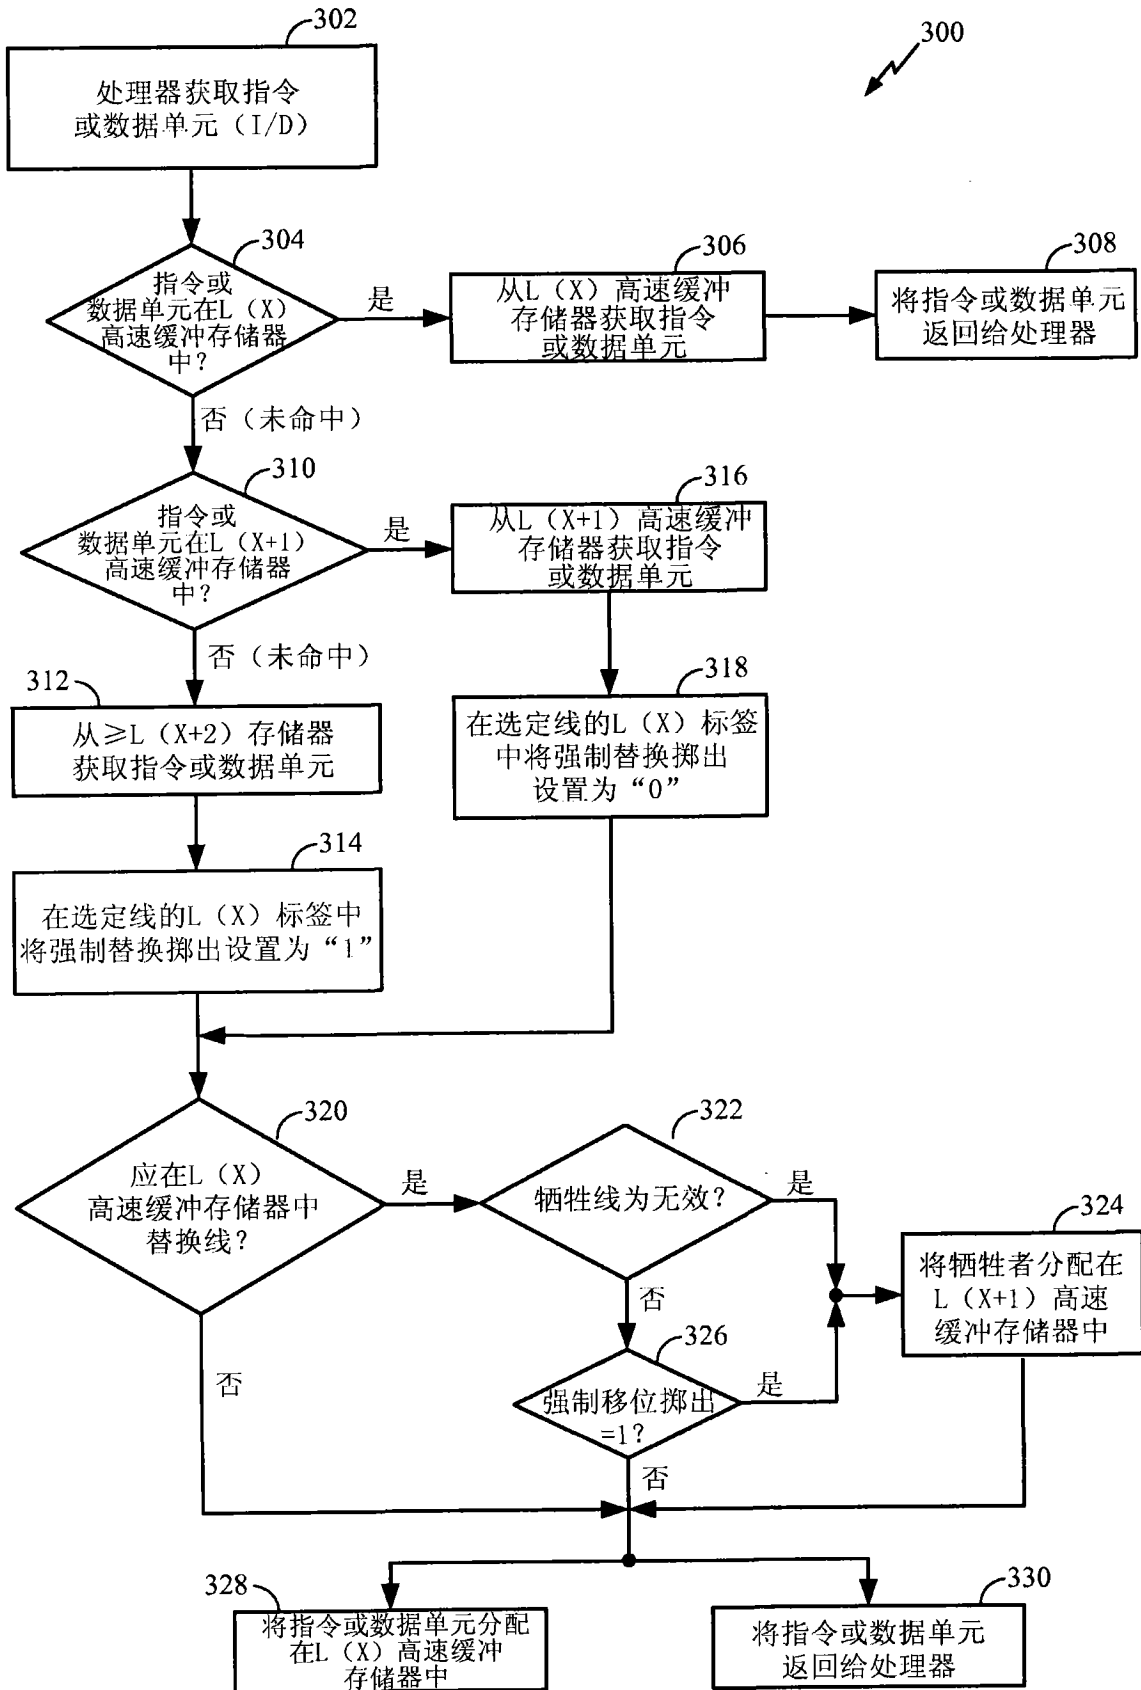 302
300
处理器获取指令
或数据单元（I/D）
304
指令或
数据单元在L（X）
高速缓冲存储器
中？
是
306
从L（X）高速缓冲
存储器获取指令
或数据单元
308
将指令或数据单元
返回给处理器
否（未命中）
310
指令或
数据单元在L（X+1）
高速缓冲存储器
中？
是
316
从L（X+1）高速缓冲
存储器获取指令
或数据单元
否（未命中）
312
从≥L（X+2）存储器
获取指令或数据单元
318
在选定线的L（X）标签
中将强制替换掷出
设置为“0”
314
在选定线的L（X）标签中
将强制替换掷出设置为“1”
320
应在L（X）
高速缓冲存储器中
替换线？
是
322
牺牲线为无效？
是
324
将牺牲者分配在
L（X+1）高速
缓冲存储器中
否
326
强制移位掷出
=1？
是
否
否
328
将指令或数据单元分配
在L（X）高速缓冲
存储器中
330
将指令或数据单元
返回给处理器